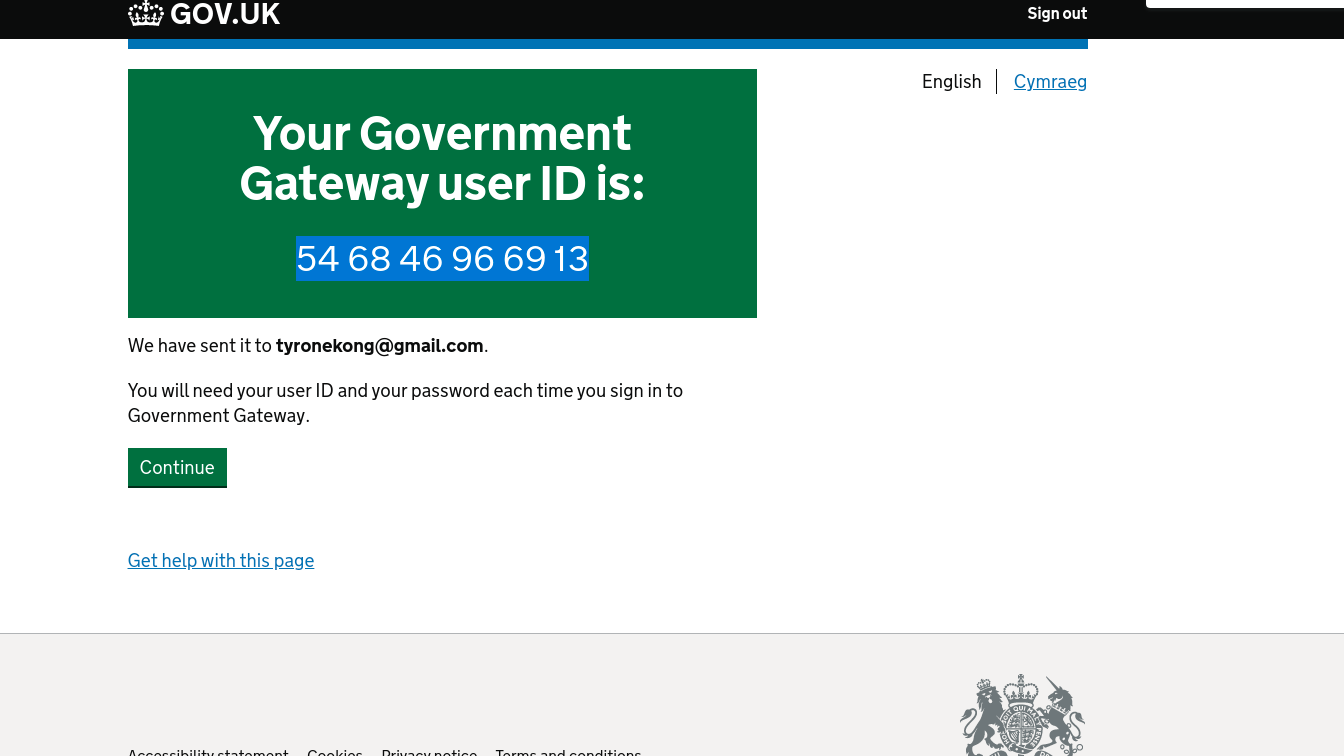 GOV.UK
Sign out
English
Cymraeg
Your Government
Gateway user ID is:
54 68 46 96 69 13
We have sent it to tyronekong@gmail.com.
You will need your user ID and your password each time you sign in to
Government Gateway.
Continue
Get help with this page
Accessibility statement Cookies Privacy notice Terms and conditions